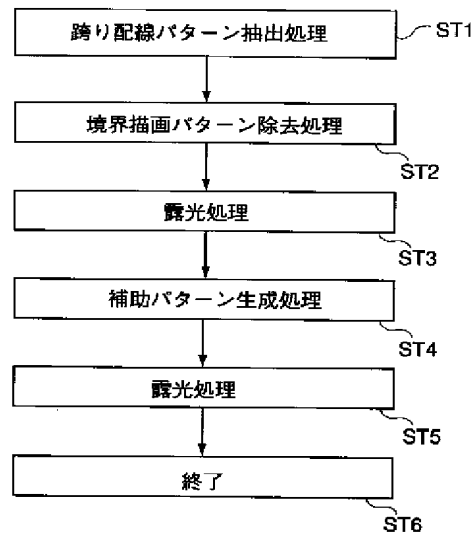 跨り配線パターン抽出処理
ST1
境界描画パターン除去処理
ST2
露光処理
ST3
補助パターン生成処理
ST4
露光処理
ST5
終了
ST6